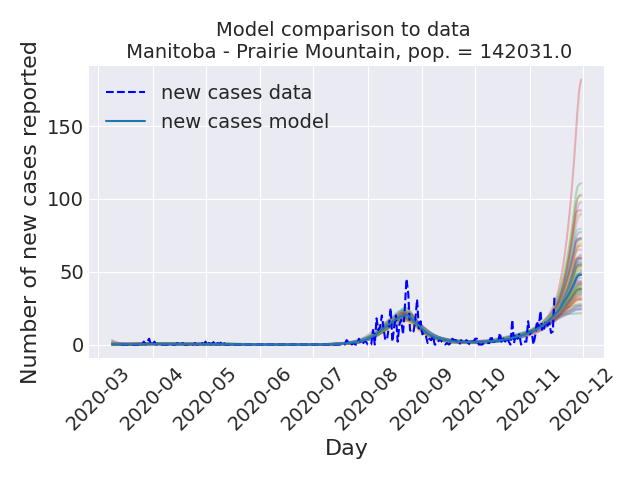 Model comparison to data
Manitoba - Prairie Mountain, pop. = 142031.0
Number of new cases reported
new cases data
new cases model
150
100
50
0
2020-03
2020-04
2020-05
2020-06
2020-07
2020-08
2020-09
2020-10
2020-11
2020-12
Day